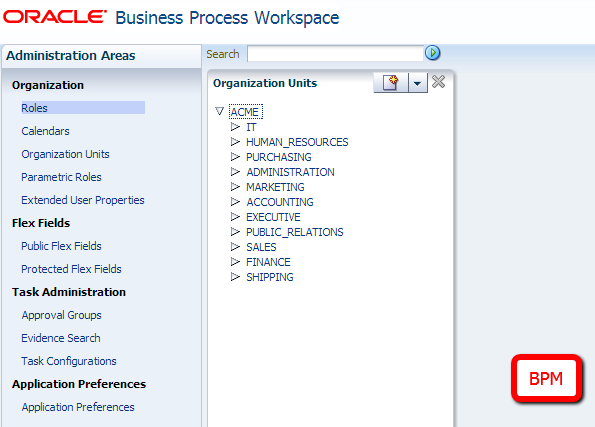 ORACLE Business Process Workspace
Administration Areas
Organization
Roles
Calendars
Organization Units
Parametric Roles
Extended User Properties
Flex Fields
Public Flex Fields
Protected Flex Fields
Task Administration
Approval Groups
Evidence Search
Task Configurations
Application Preferences
Application Preferences
Search
Organization Units
ACME
IT
HUMAN_RESOURCES
PURCHASING
ADMINISTRATION
MARKETING
ACCOUNTING
EXECUTIVE
PUBLIC_RELATIONS
SALES
FINANCE
SHIPPING
BPM